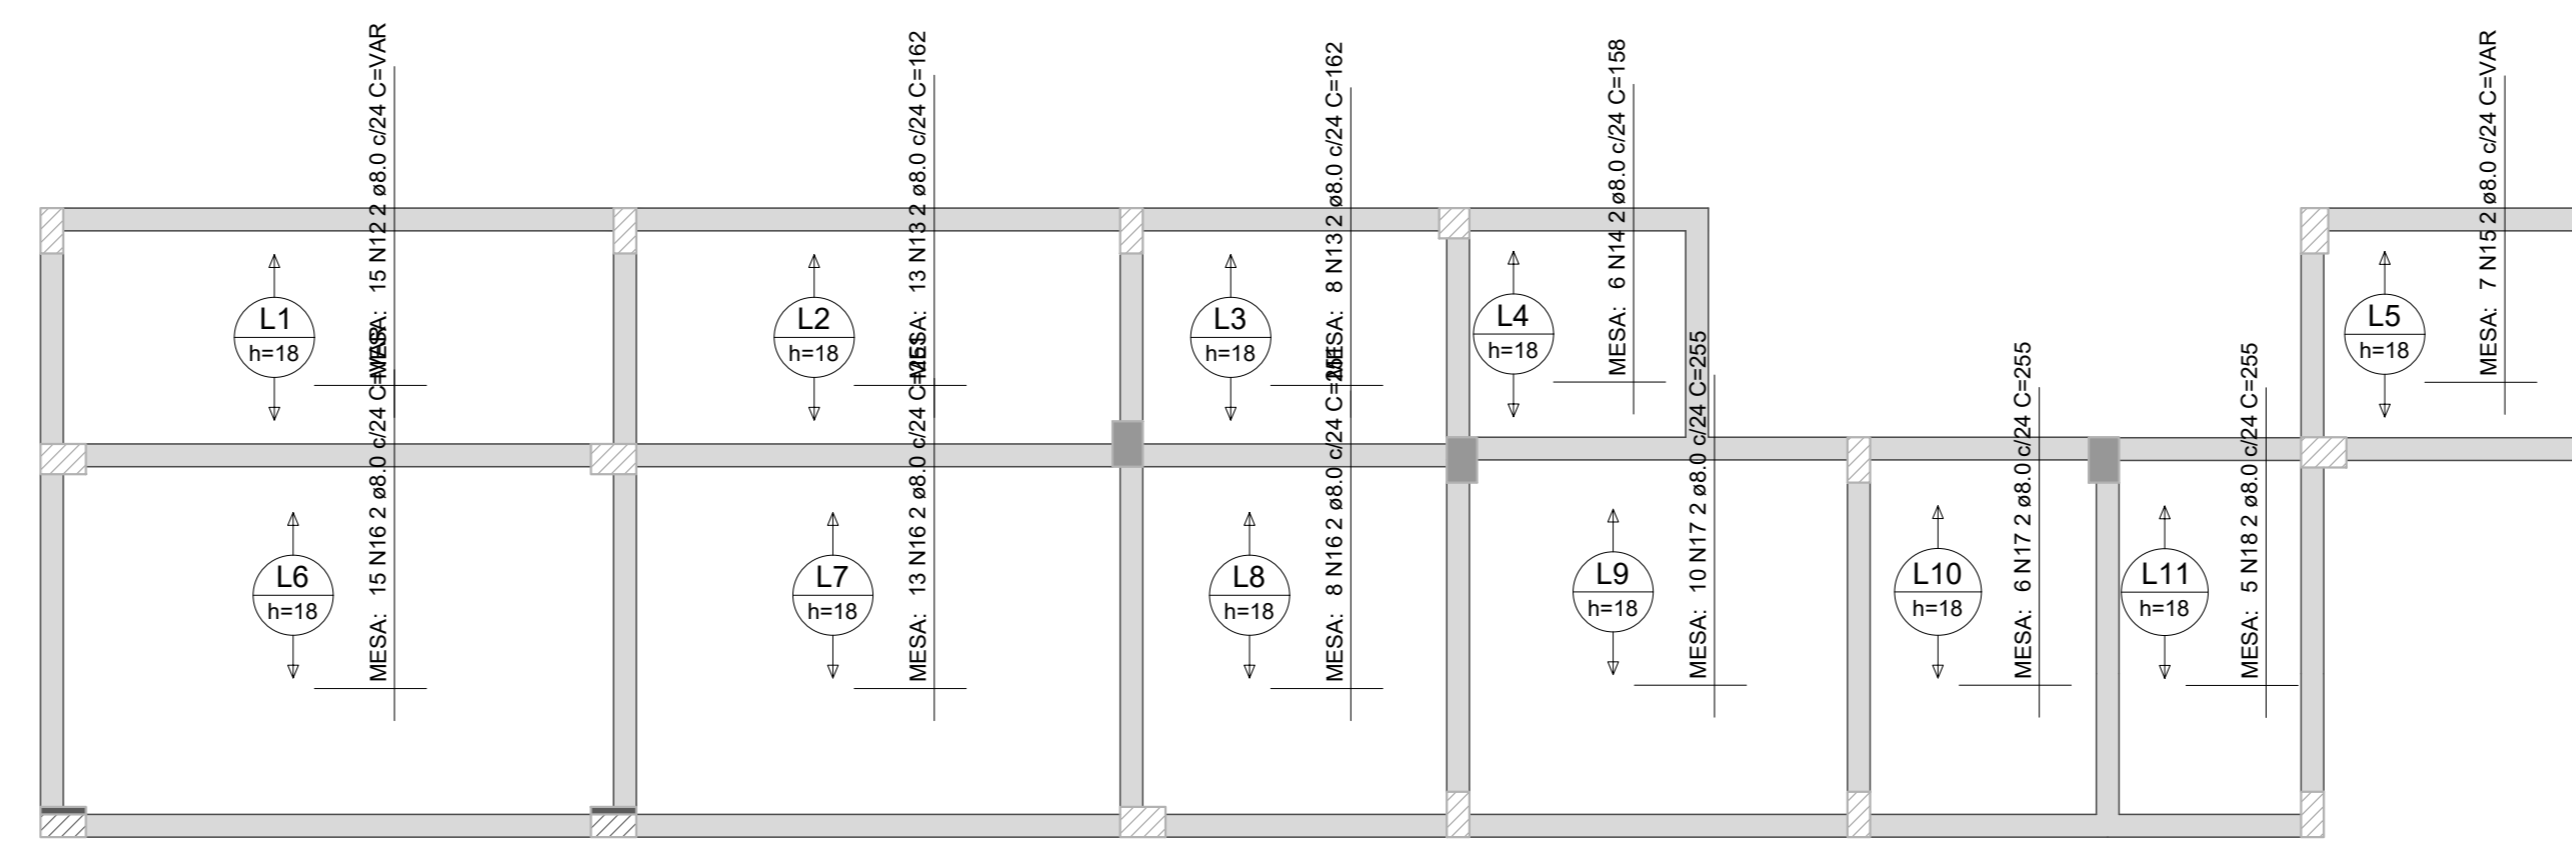 MESA: 15 N12 2 ø8.0 c/24 C=VAR
MESA: 13 N13 2 ø8.0 c/24 C=162
MESA: 8 N13 2 ø8.0 c/24 C=162
MESA: 6 N14 2 ø8.0 c/24 C=158
MESA: 7 N15 2 ø8.0 c/24 C=VAR
L1
h=18
L2
h=18
L3
h=18
L4
h=18
L5
h=18
MESA: 15 N16 2 ø8.0 c/24 C=VAR
MESA: 13 N16 2 ø8.0 c/24 C=251
MESA: 8 N16 2 ø8.0 c/24 C=251
MESA: 10 N17 2 ø8.0 c/24 C=255
MESA: 6 N17 2 ø8.0 c/24 C=255
MESA: 5 N18 2 ø8.0 c/24 C=255
L6
h=18
L7
h=18
L8
h=18
L9
h=18
L10
h=18
L11
h=18